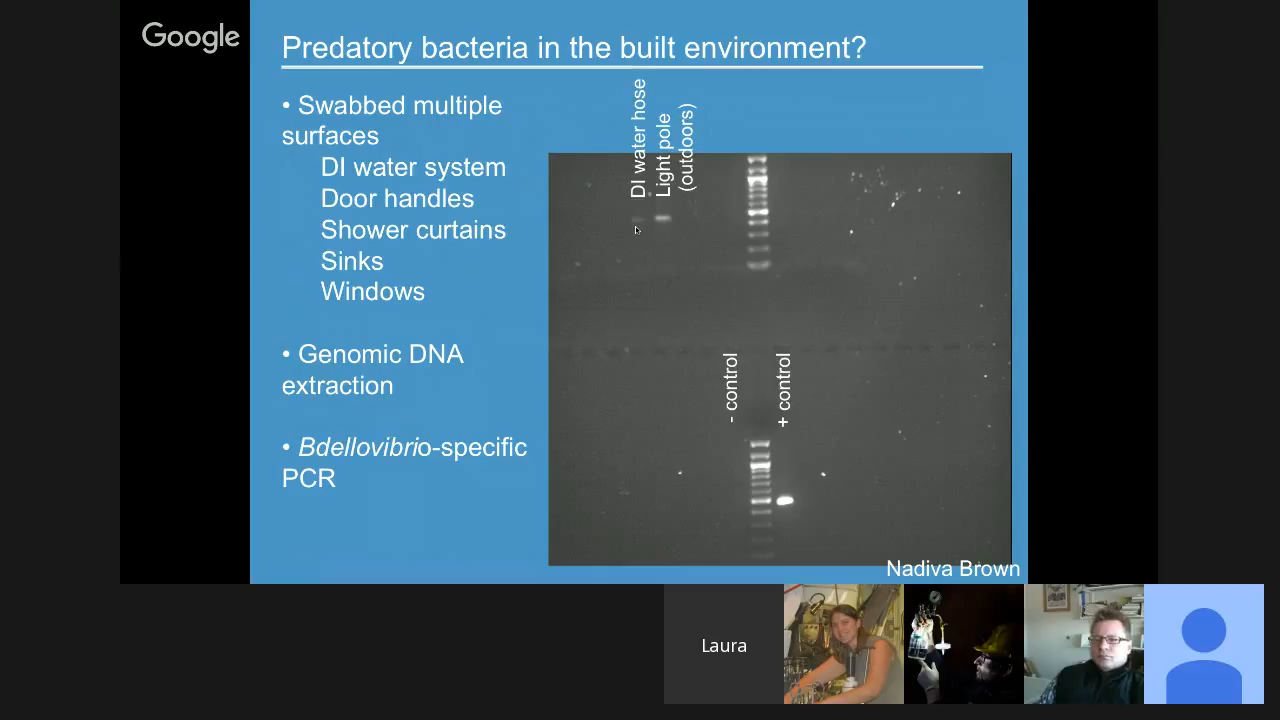 Google
Predatory bacteria in the built environment?
• Swabbed multiple
surfaces
DI water system
Door handles
Shower curtains
Sinks
Windows
• Genomic DNA
extraction
• Bdellovibrio-specific
PCR
DI water hose
Light pole
(outdoors)
- control
+ control
Nadiva Brown
Laura